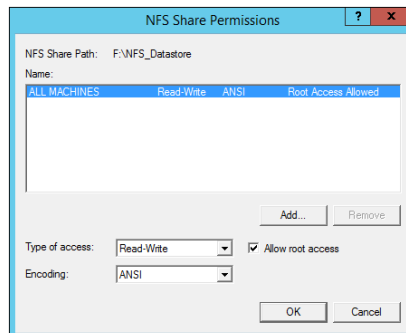 NFS Share Permissions
? x
NFS Share Path: F:\NFS_Datastore
Name:
ALL MACHINES Read-Write ANSI Root Access Allowed
Add... Remove
Type of access: Read-Write Allow root access
Encoding: ANSI
OK Cancel